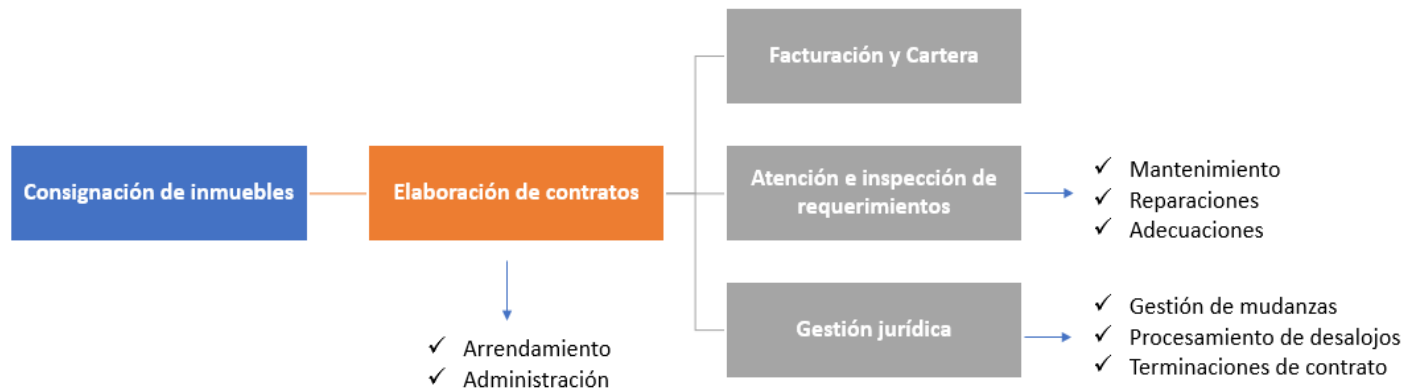 Facturación y Cartera
Consignación de inmuebles
Elaboración de contratos
Atención e inspección de
requerimientos
✓ Mantenimiento
✓ Reparaciones
✓ Adecuaciones
Gestión jurídica
✓ Gestión de mudanzas
✓ Procesamiento de desalojos
✓ Terminaciones de contrato
✓ Arrendamiento
✓ Administración